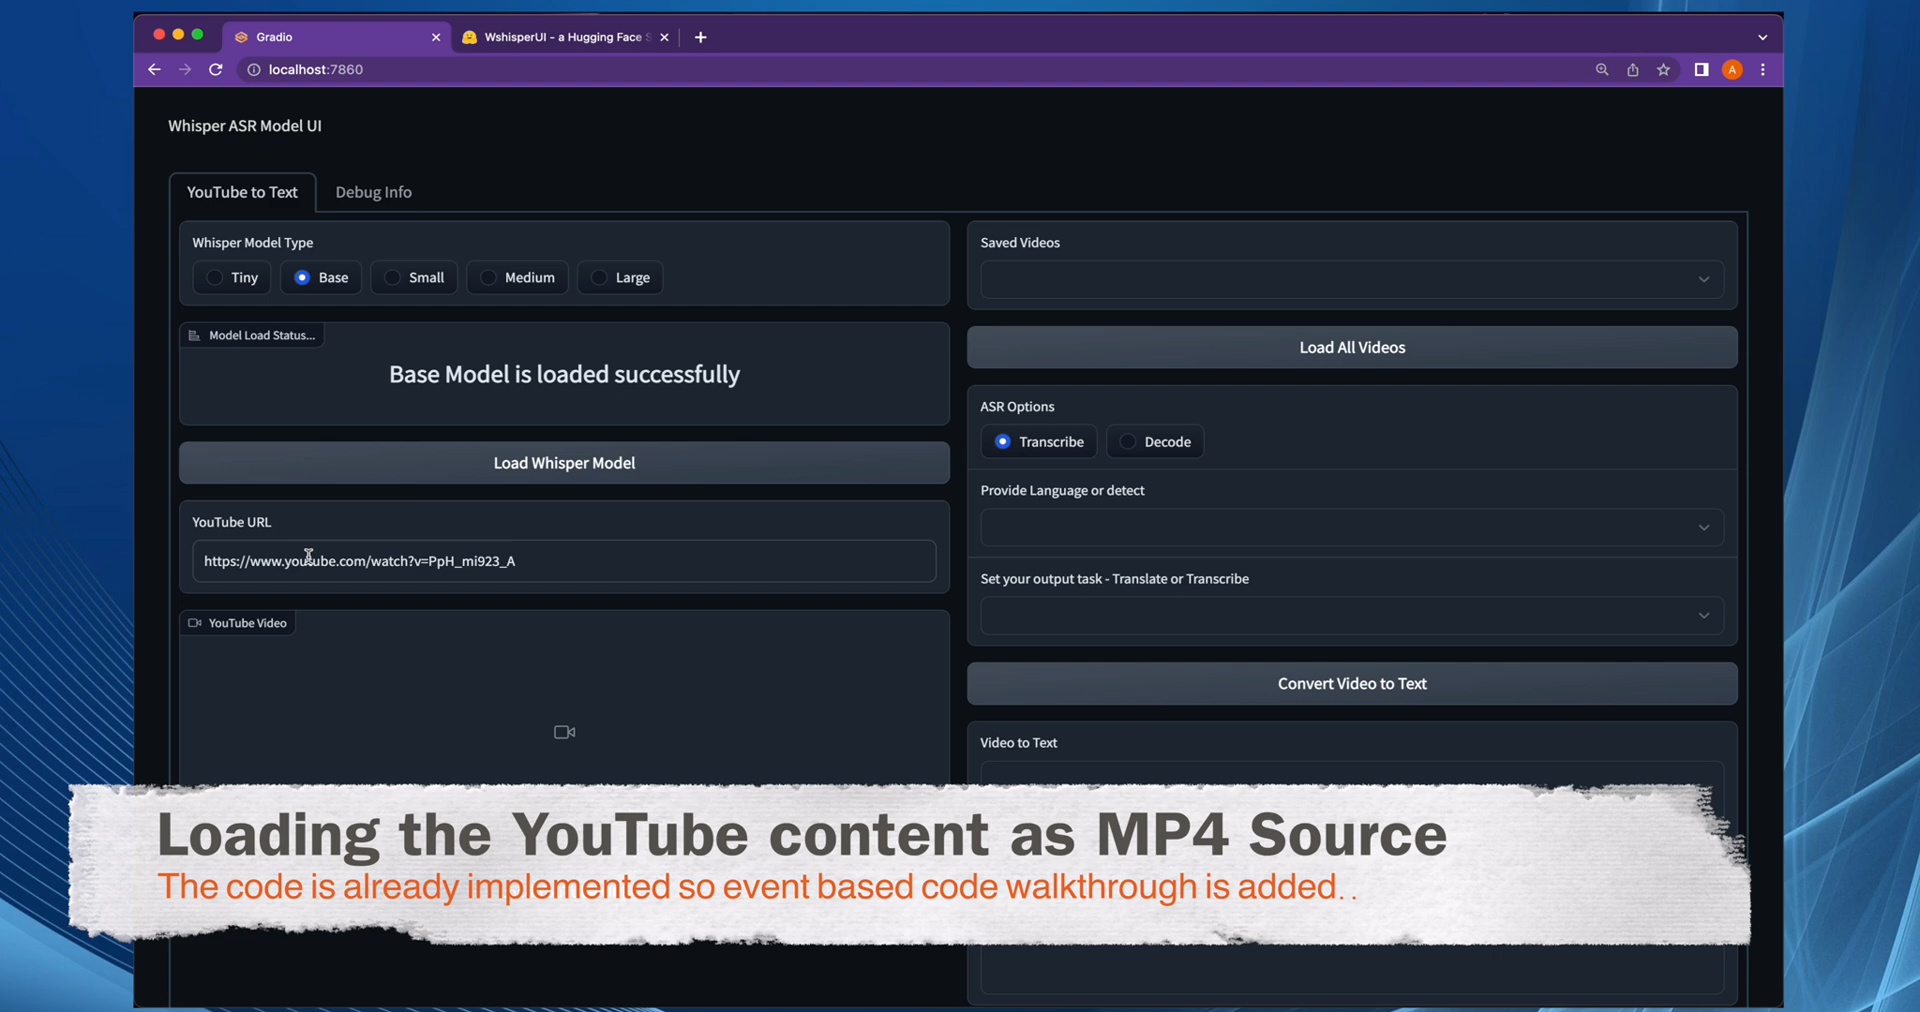 Gradio
WshisperUI - a Hugging Face S
localhost:7860
A
Whisper ASR Model UI
YouTube to Text
Debug Info
Whisper Model Type
Tiny
Base
Small
Medium
Large
Model Load Status...
Base Model is loaded successfully
Load Whisper Model
YouTube URL
https://www.youtube.com/watch?v=PpH_mi923_A
YouTube Video
Saved Videos
Load All Videos
ASR Options
Transcribe
Decode
Provide Language or detect
Set your output task - Translate or Transcribe
Convert Video to Text
Video to Text
Loading the YouTube content as MP4 Source
The code is already implemented so event based code walkthrough is added. .